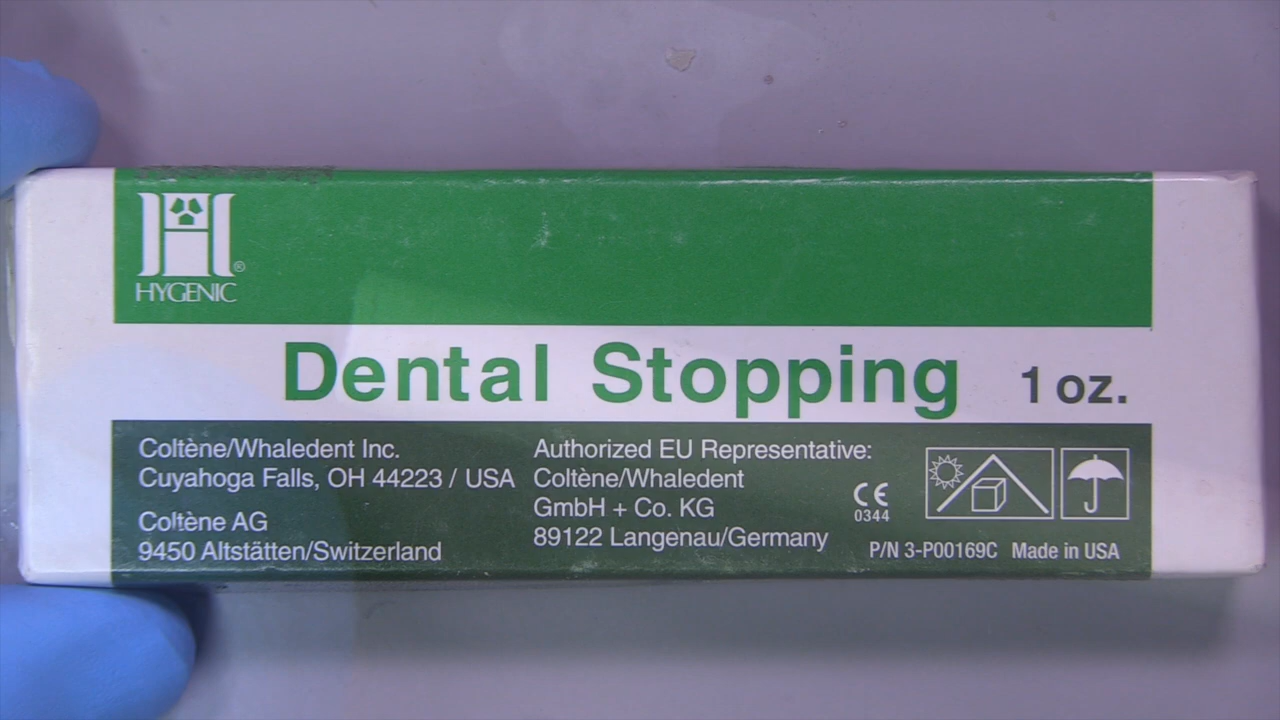 ®
HYGENIC
Dental Stopping 1 oz.
Coltène/Whaledent Inc.
Cuyahoga Falls, OH 44223 / USA
Coltène AG
9450 Altstätten/Switzerland
Authorized EU Representative:
Coltène/Whaledent
GmbH + Co. KG
89122 Langenau/Germany
CE
0344
P/N 3-P00169C Made in USA